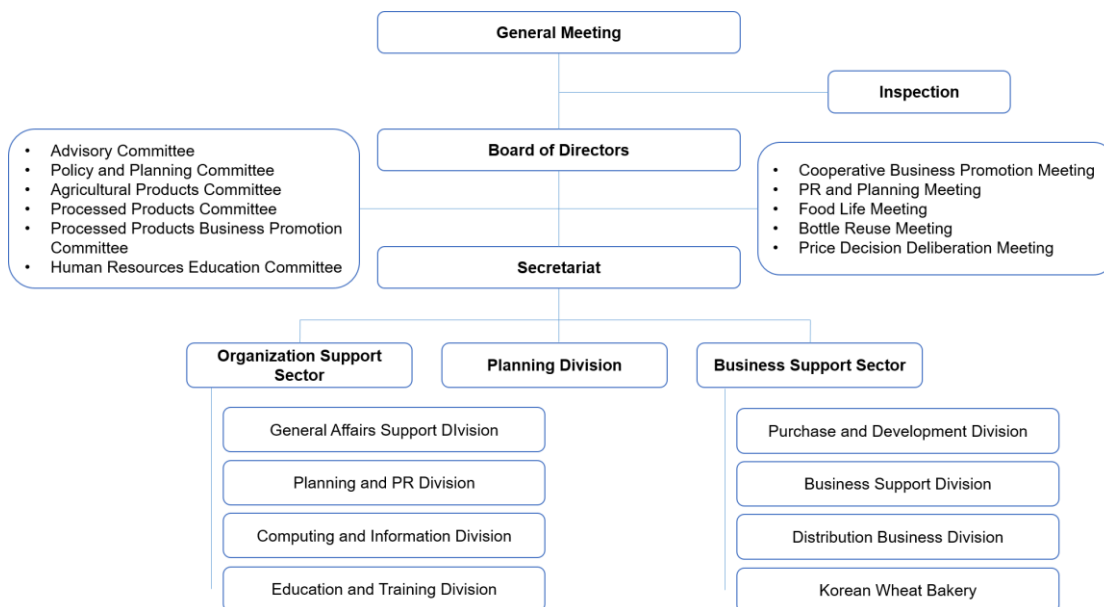 General Meeting
Inspection
Board of Directors
• Advisory Committee
• Policy and Planning Committee
• Agricultural Products Committee
• Processed Products Committee
• Processed Products Business Promotion
Committee
• Human Resources Education Committee
• Cooperative Business Promotion Meeting
• PR and Planning Meeting
• Food Life Meeting
• Bottle Reuse Meeting
• Price Decision Deliberation Meeting
Secretariat
Organization Support
Sector
Planning Division
Business Support Sector
General Affairs Support DIvision
Planning and PR Division
Computing and Information Division
Education and Training Division
Purchase and Development Division
Business Support Division
Distribution Business Division
Korean Wheat Bakery